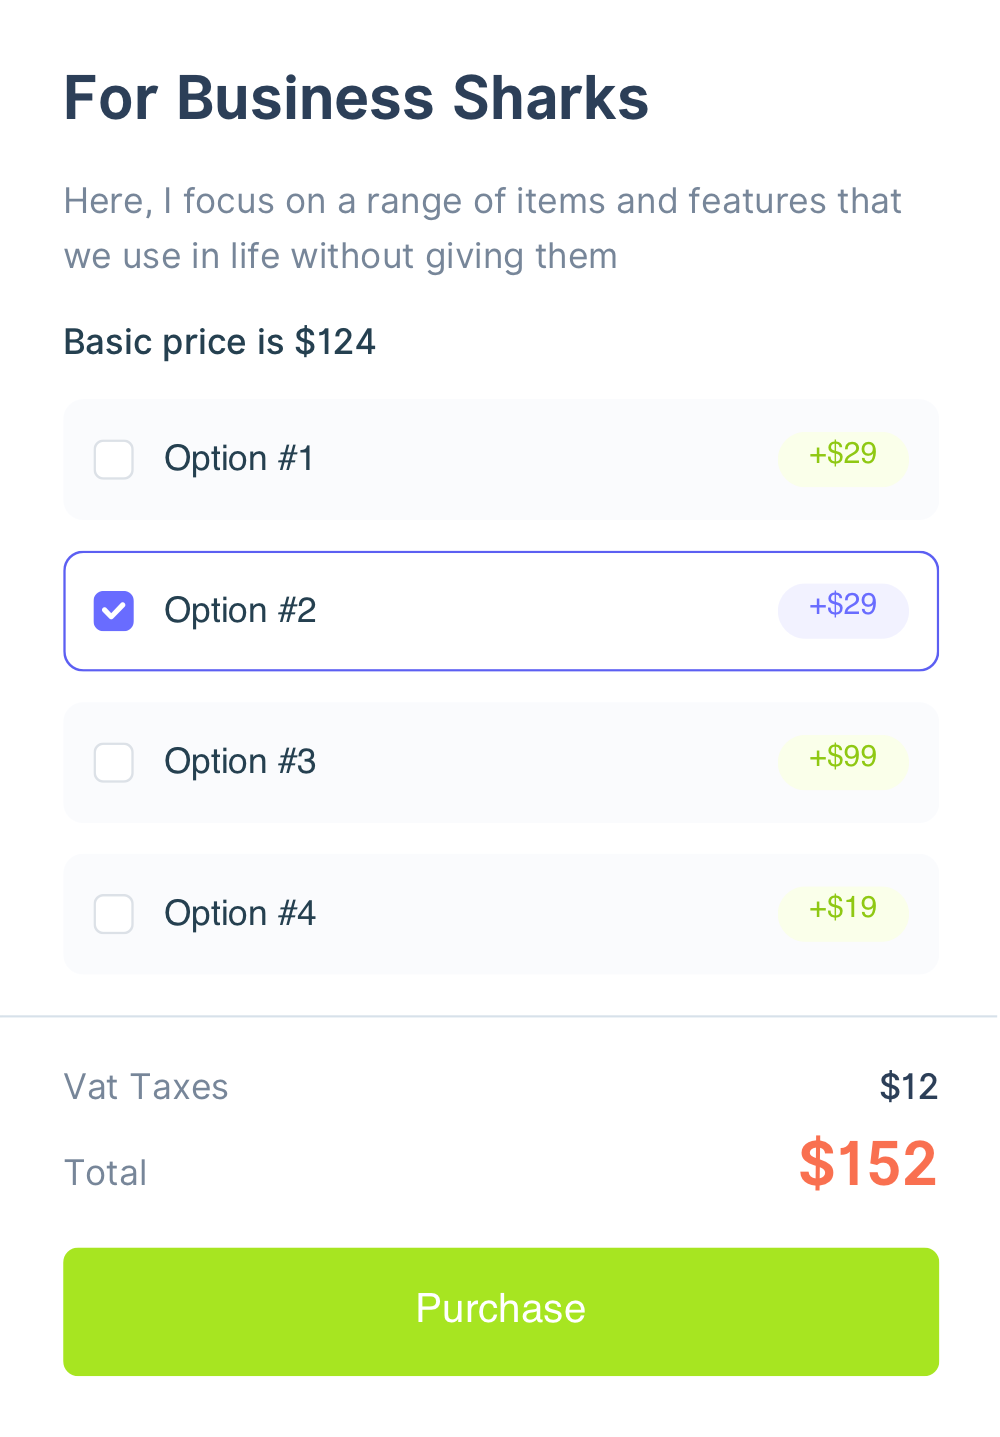 For Business Sharks
Here, I focus on a range of items and features that
we use in life without giving them
Basic price is $124
Option #1 +$29
Option #2 +$29
Option #3 +$99
Option #4 +$19
Vat Taxes $12
Total $152
Purchase